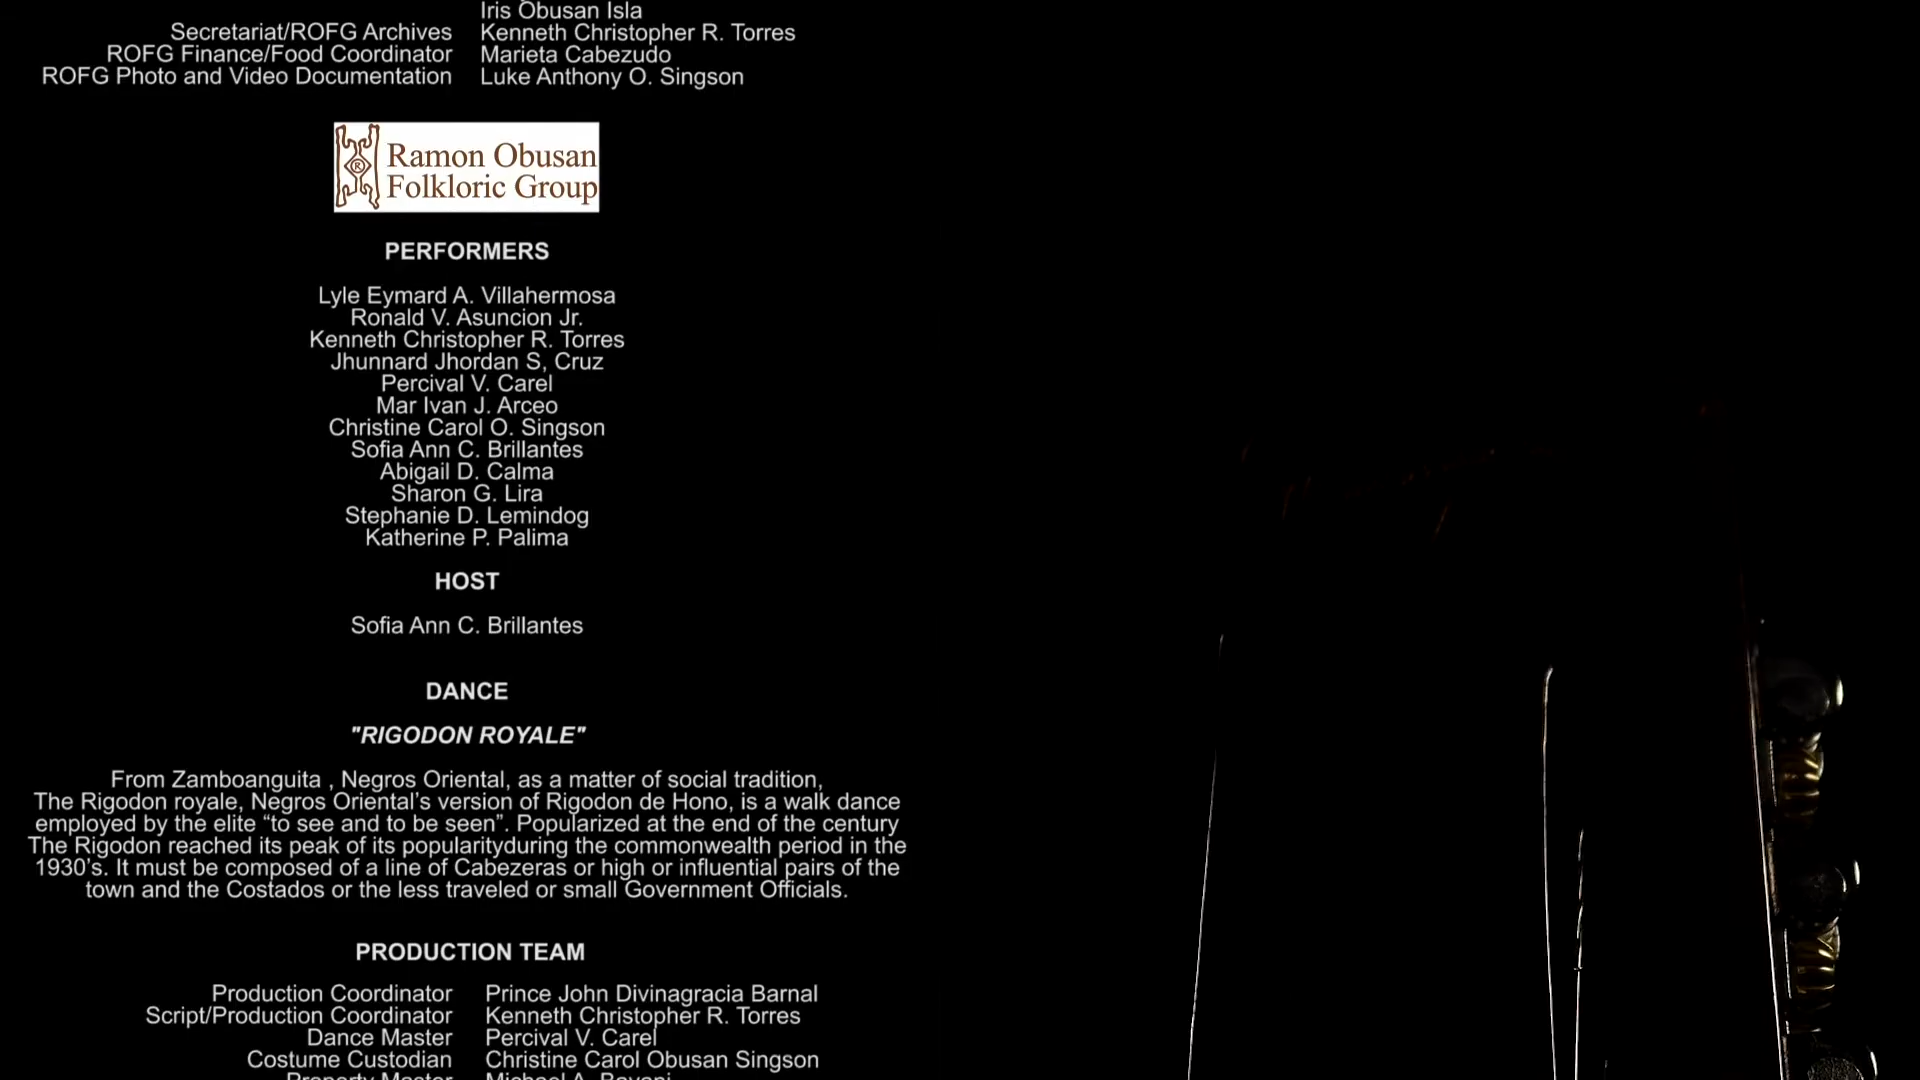 Iris Obusan Isla
Secretariat/ROFG Archives Kenneth Christopher R. Torres
ROFG Finance/Food Coordinator Marieta Cabezudo
ROFG Photo and Video Documentation Luke Anthony O. Singson
Ramon Obusan
Folkloric Group
PERFORMERS
Lyle Eymard A. Villahermosa
Ronald V. Asuncion Jr.
Kenneth Christopher R. Torres
Jhunnard Jhordan S, Cruz
Percival V. Carel
Mar Ivan J. Arceo
Christine Carol O. Singson
Sofia Ann C. Brillantes
Abigail D. Calma
Sharon G. Lira
Stephanie D. Lemindog
Katherine P. Palima
HOST
Sofia Ann C. Brillantes
DANCE
"RIGODON ROYALE"
From Zamboanguita , Negros Oriental, as a matter of social tradition,
The Rigodon royale, Negros Oriental's version of Rigodon de Hono, is a walk dance
employed by the elite “to see and to be seen”. Popularized at the end of the century
The Rigodon reached its peak of its popularityduring the commonwealth period in the
1930's. It must be composed of a line of Cabezeras or high or influential pairs of the
town and the Costados or the less traveled or small Government Officials.
PRODUCTION TEAM
Production Coordinator Prince John Divinagracia Barnal
Script/Production Coordinator Kenneth Christopher R. Torres
Dance Master Percival V. Carel
Costume Custodian Christine Carol Obusan Singson
Property Master Michael A.